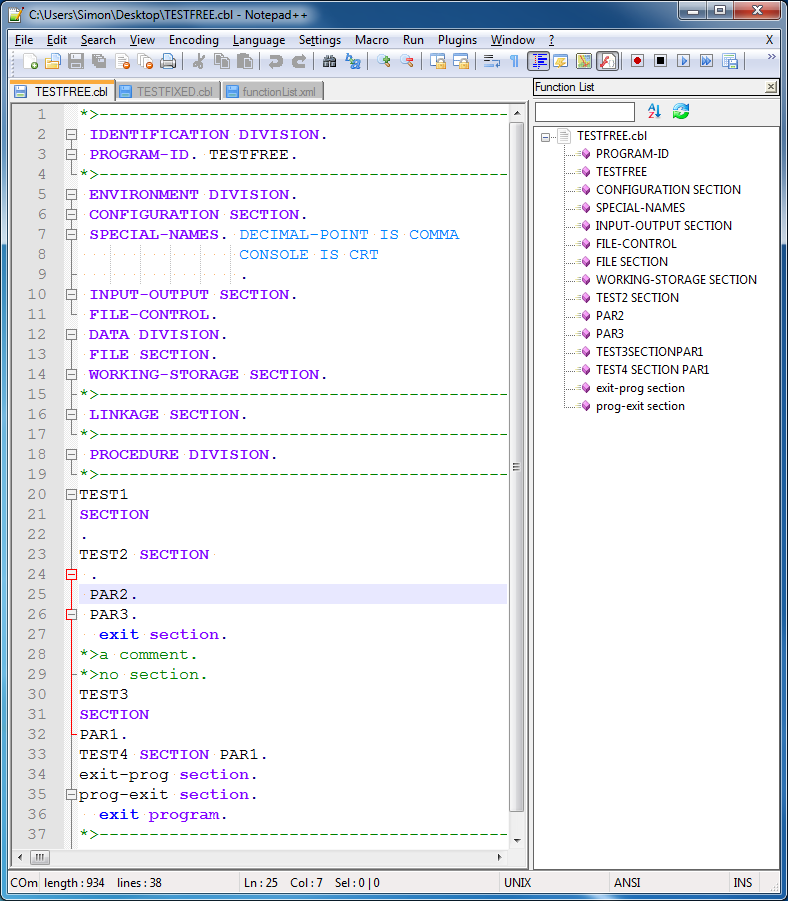 C:\Users\Simon\Desktop\TESTFREE.cbl - Notepad++
File Edit Search View Encoding Language Settings Macro Run Plugins Window ? X
TESTFREE.cbl TESTFIXED.cbl functionList.xml
1 *>-----------------------------------------
2 IDENTIFICATION DIVISION.
3 PROGRAM-ID. TESTFREE.
4 *>-----------------------------------------
5 ENVIRONMENT DIVISION.
6 CONFIGURATION SECTION.
7 SPECIAL-NAMES. DECIMAL-POINT IS COMMA
8 CONSOLE IS CRT
9 .
10 INPUT-OUTPUT SECTION.
11 FILE-CONTROL.
12 DATA DIVISION.
13 FILE SECTION.
14 WORKING-STORAGE SECTION.
15 *>-----------------------------------------
16 LINKAGE SECTION.
17 *>-----------------------------------------
18 PROCEDURE DIVISION.
19 *>-----------------------------------------
20 TEST1
21 SECTION
22 .
23 TEST2 SECTION
24 .
25 PAR2.
26 PAR3.
27 exit section.
28 *>a comment.
29 *>no section.
30 TEST3
31 SECTION
32 PAR1.
33 TEST4 SECTION PAR1.
34 exit-prog section.
35 prog-exit section.
36 exit program.
37 *>-----------------------------------------
Function List
TESTFREE.cbl
PROGRAM-ID
TESTFREE
CONFIGURATION SECTION
SPECIAL-NAMES
INPUT-OUTPUT SECTION
FILE-CONTROL
FILE SECTION
WORKING-STORAGE SECTION
TEST2 SECTION
PAR2
PAR3
TEST3SECTIONPAR1
TEST4 SECTION PAR1
exit-prog section
prog-exit section
COm length : 934 lines : 38 Ln : 25 Col : 7 Sel : 0 | 0 UNIX ANSI INS